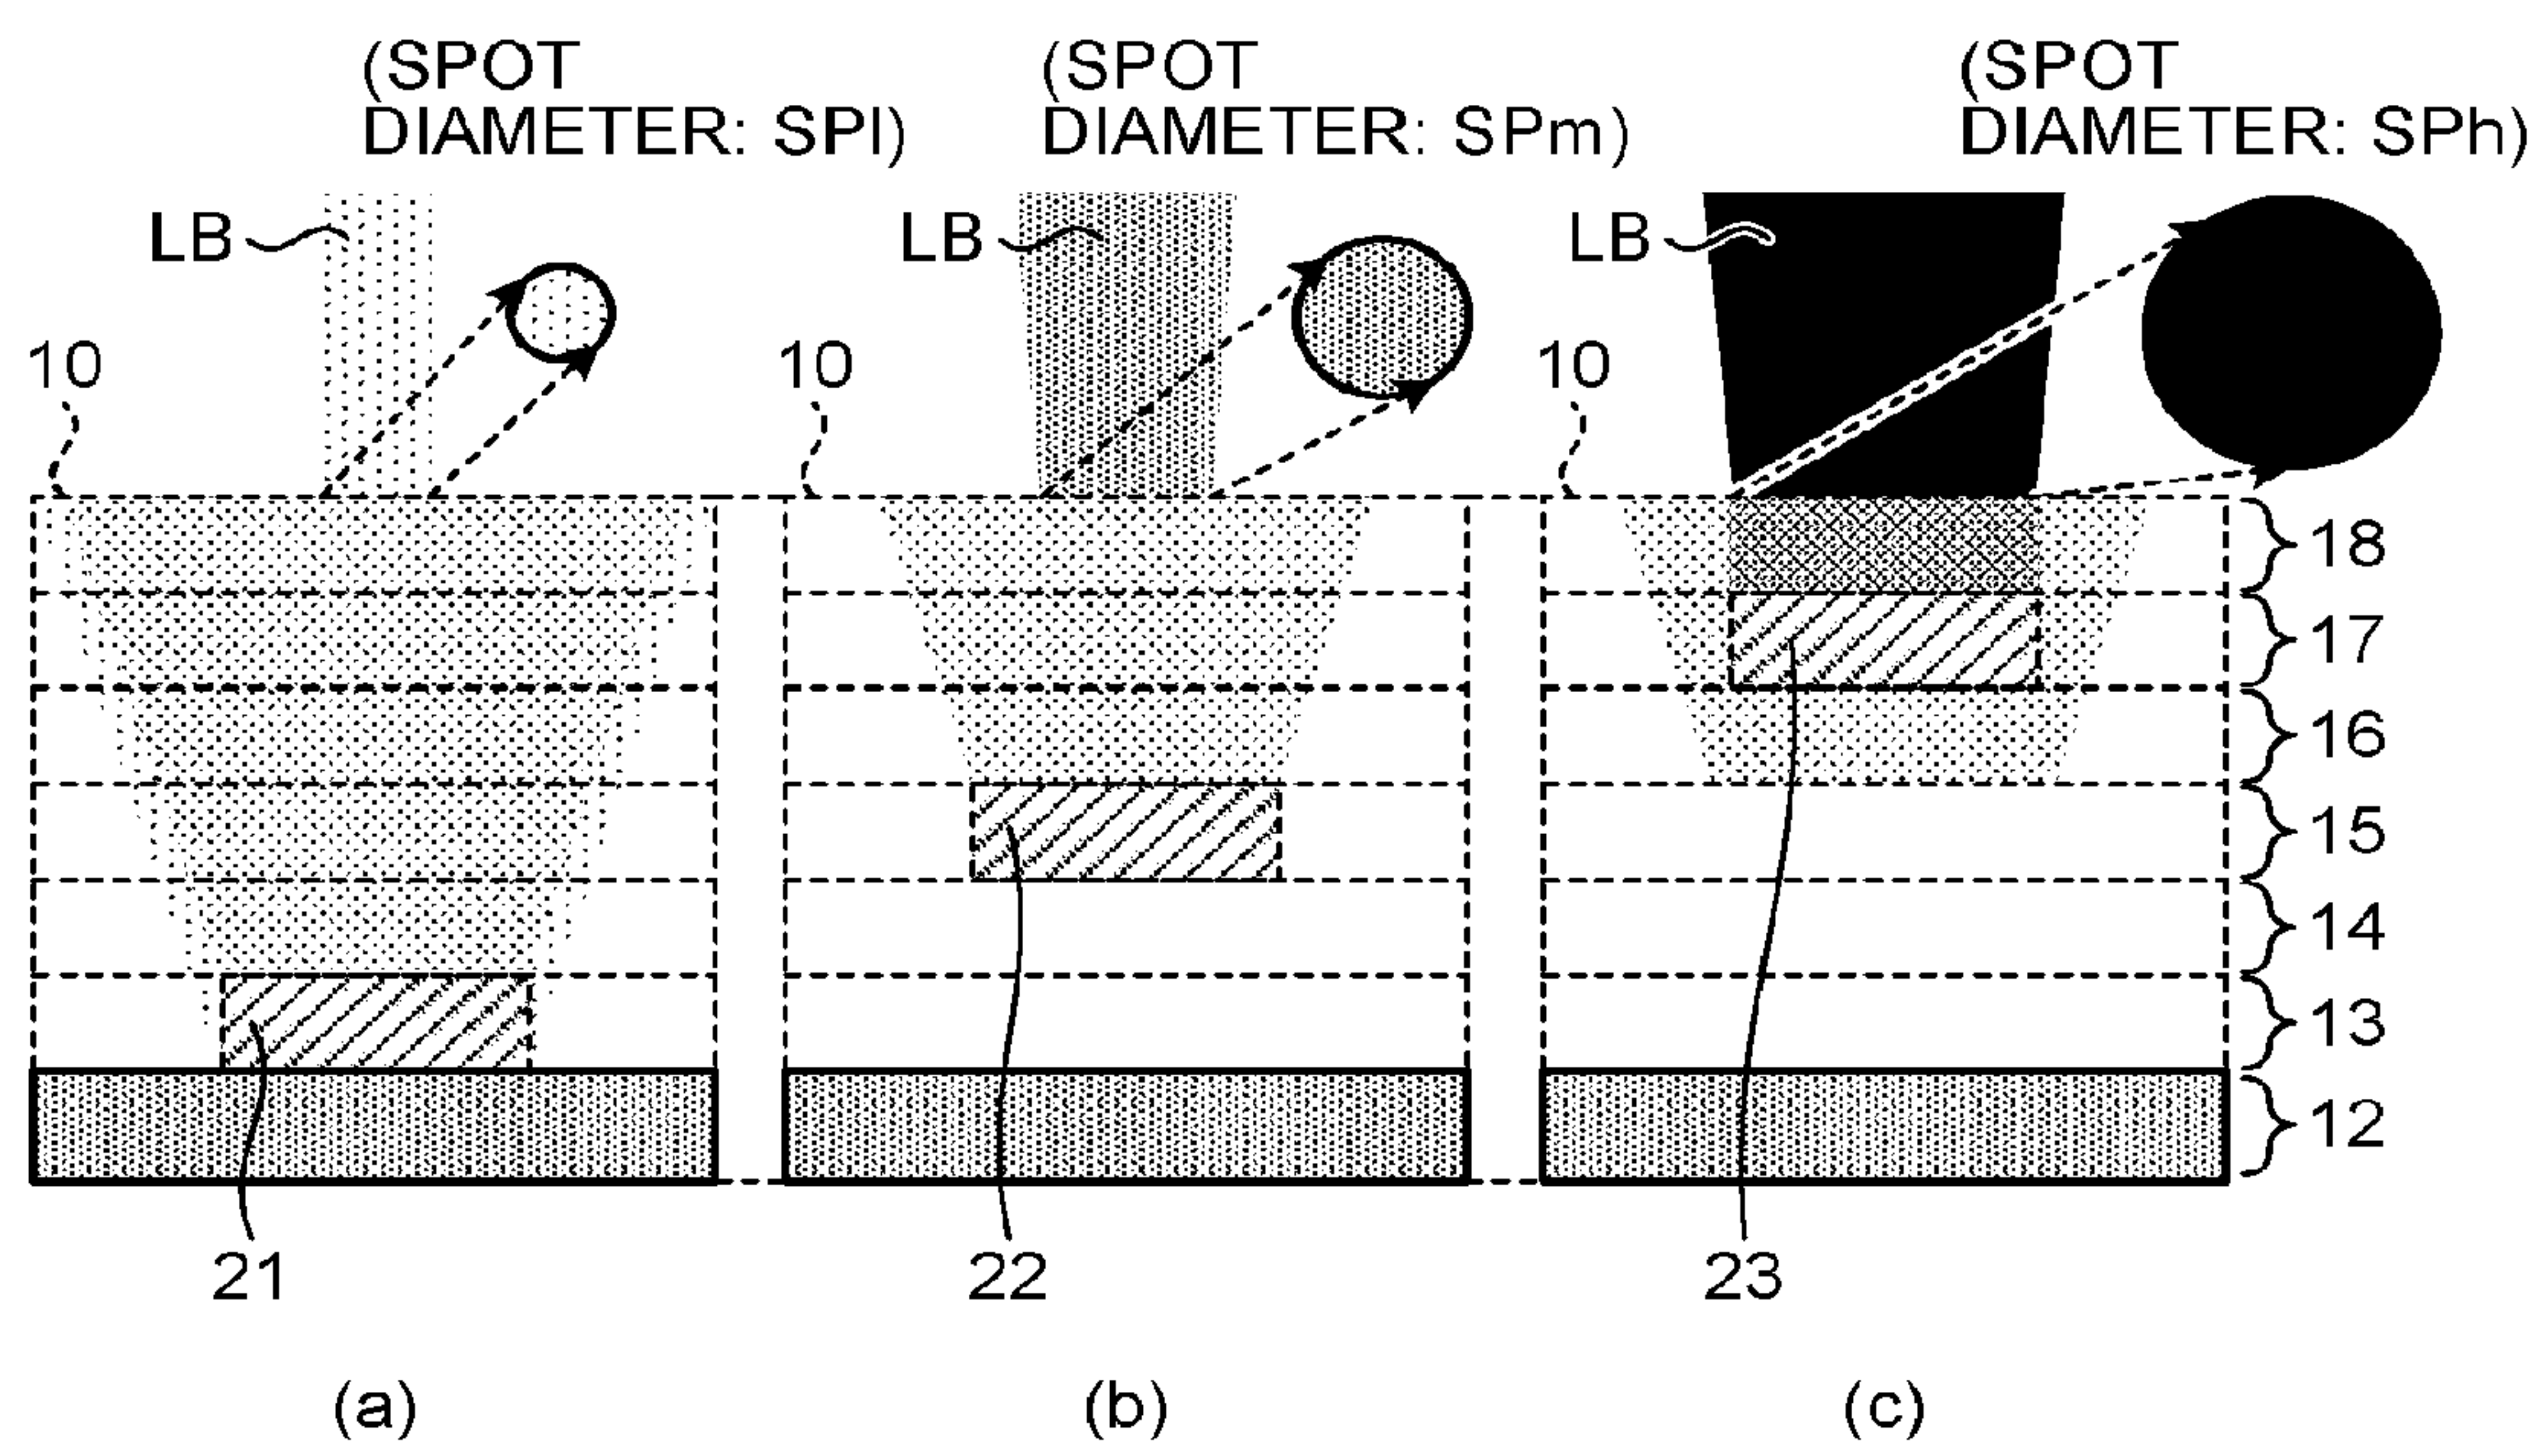 (SPOT
DIAMETER: SPl)
(SPOT
DIAMETER: SPm)
(SPOT
DIAMETER: SPh)
LB
LB
LB
10
10
10
18
17
16
15
14
13
12
21
22
23
(a)
(b)
(c)